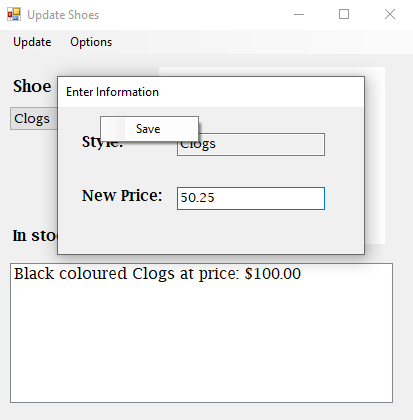 Update Shoes
Update Options
Shoe
Clogs
Enter Information
Save
Style:
Clogs
New Price:
50.25
In
Black coloured Clogs at price: $100.00